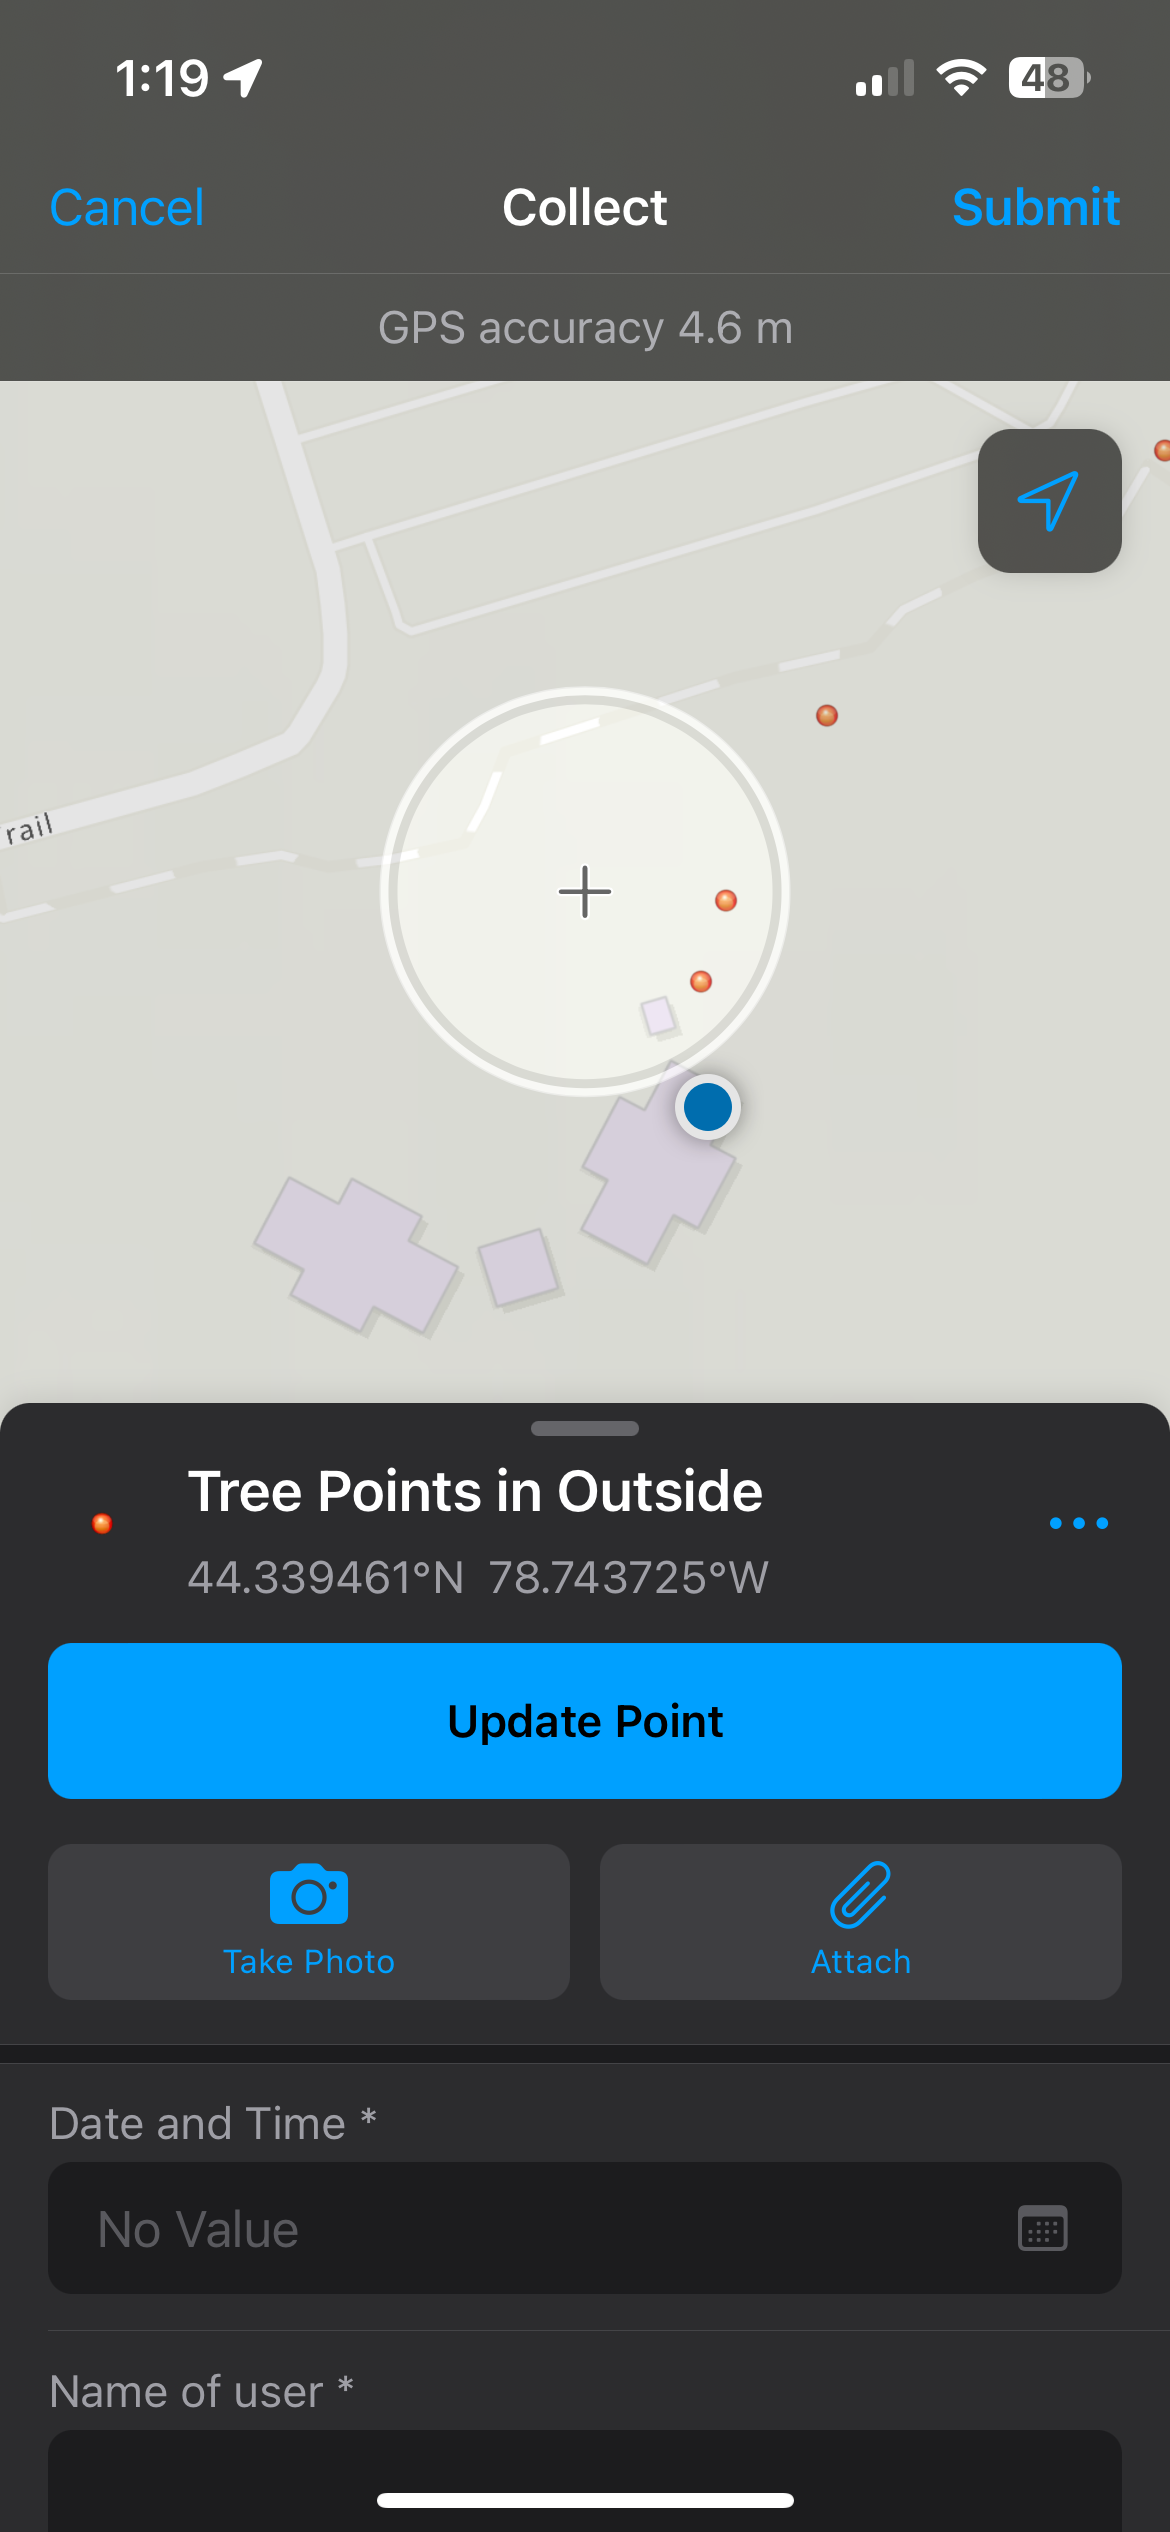 1:19
48
Cancel
Collect
Submit
GPS accuracy 4.6 m
rail
Tree Points in Outside
44.339461°N 78.743725°W
Update Point
Take Photo
Attach
Date and Time *
No Value
Name of user *